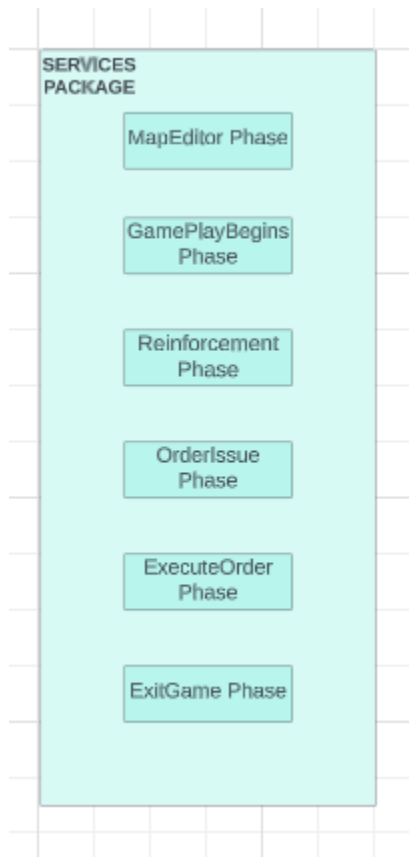 SERVICES
PACKAGE
MapEditor Phase
GamePlayBegins
Phase
Reinforcement
Phase
OrderIssue
Phase
ExecuteOrder
Phase
ExitGame Phase